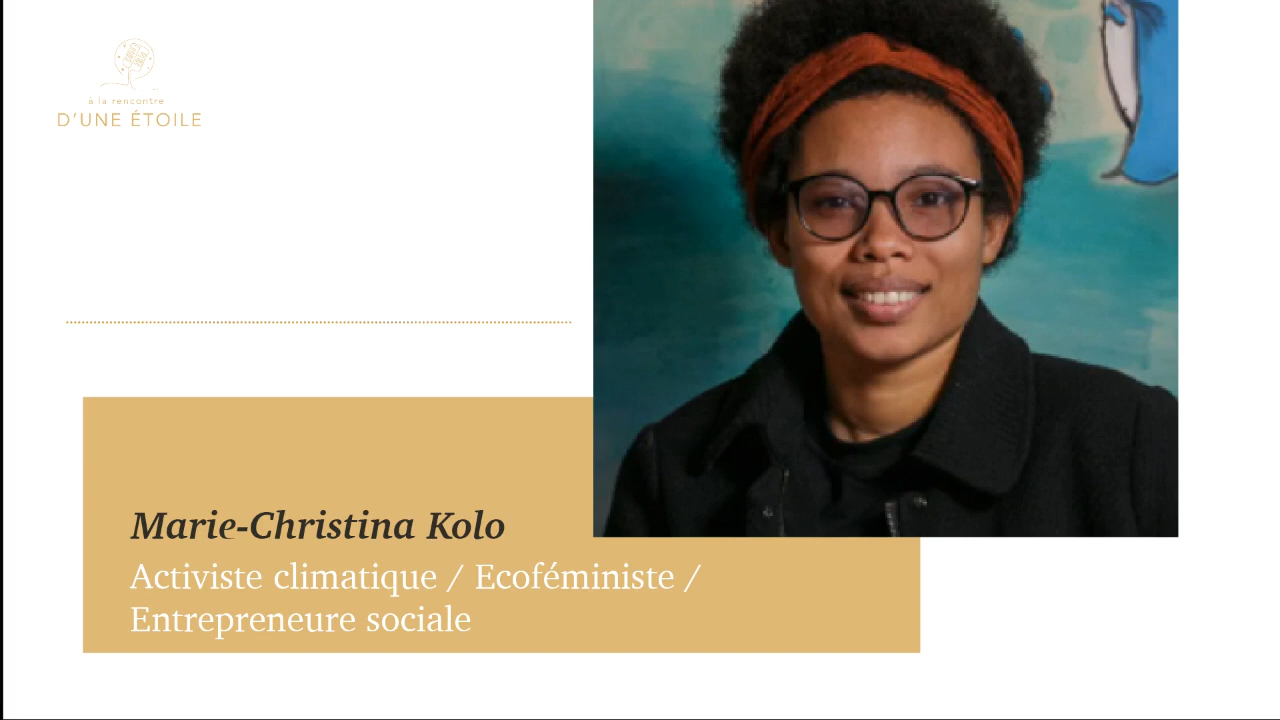 à la rencontre
D'UNE ÉTOILE
Marie-Christina Kolo
Activiste climatique / Ecoféministe /
Entrepreneure sociale